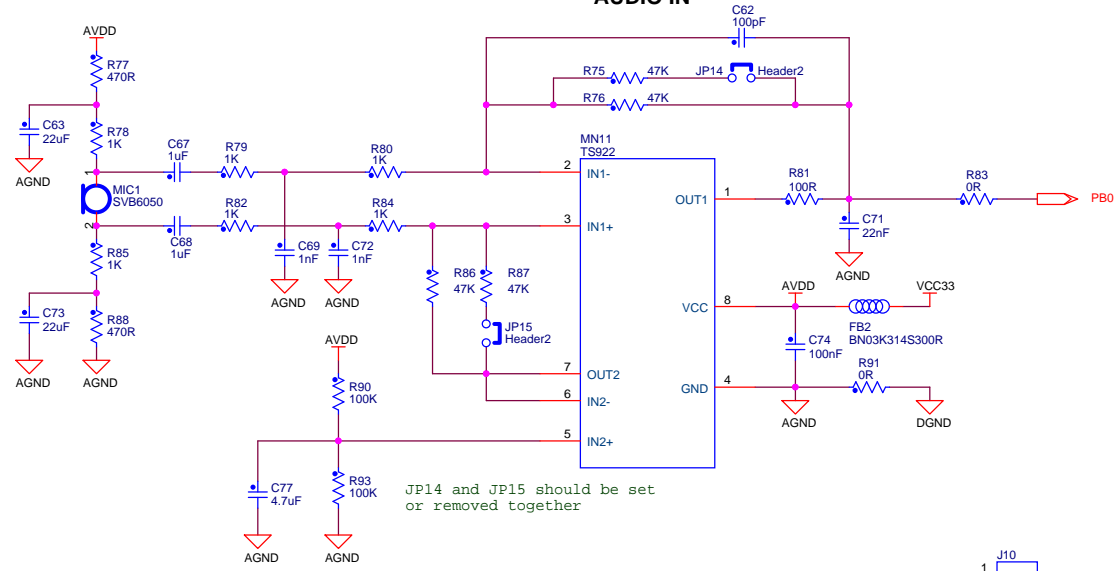 AUDIO IN
C62
100pF
AVDD
R77
470R
R75 47K JP14 Header2
R76 47K
C63
22uF
R78
1K
AGND
C67
1uF
R79
1K
R80
1K
MN11
TS922
1
2 IN1-
MIC1
SVB6050
OUT1 1
R81
100R
R83
0R
PB0
2
C68
1uF
R82
1K
R84
1K
3 IN1+
C71
22nF
R85
1K
C69
1nF
C72
1nF
AGND
AGND
AGND
R86
47K
R87
47K
AVDD
VCC33
VCC 8
C73
22uF
R88
470R
FB2
BN03K314S300R
JP15
Header2
AVDD
C74
100nF
AGND
AGND
R91
0R
7 OUT2
GND 4
R90
100K
6 IN2-
AGND
DGND
5 IN2+
C77
4.7uF
R93
100K
JP14 and JP15 should be set
or removed together
AGND
AGND
J10
1